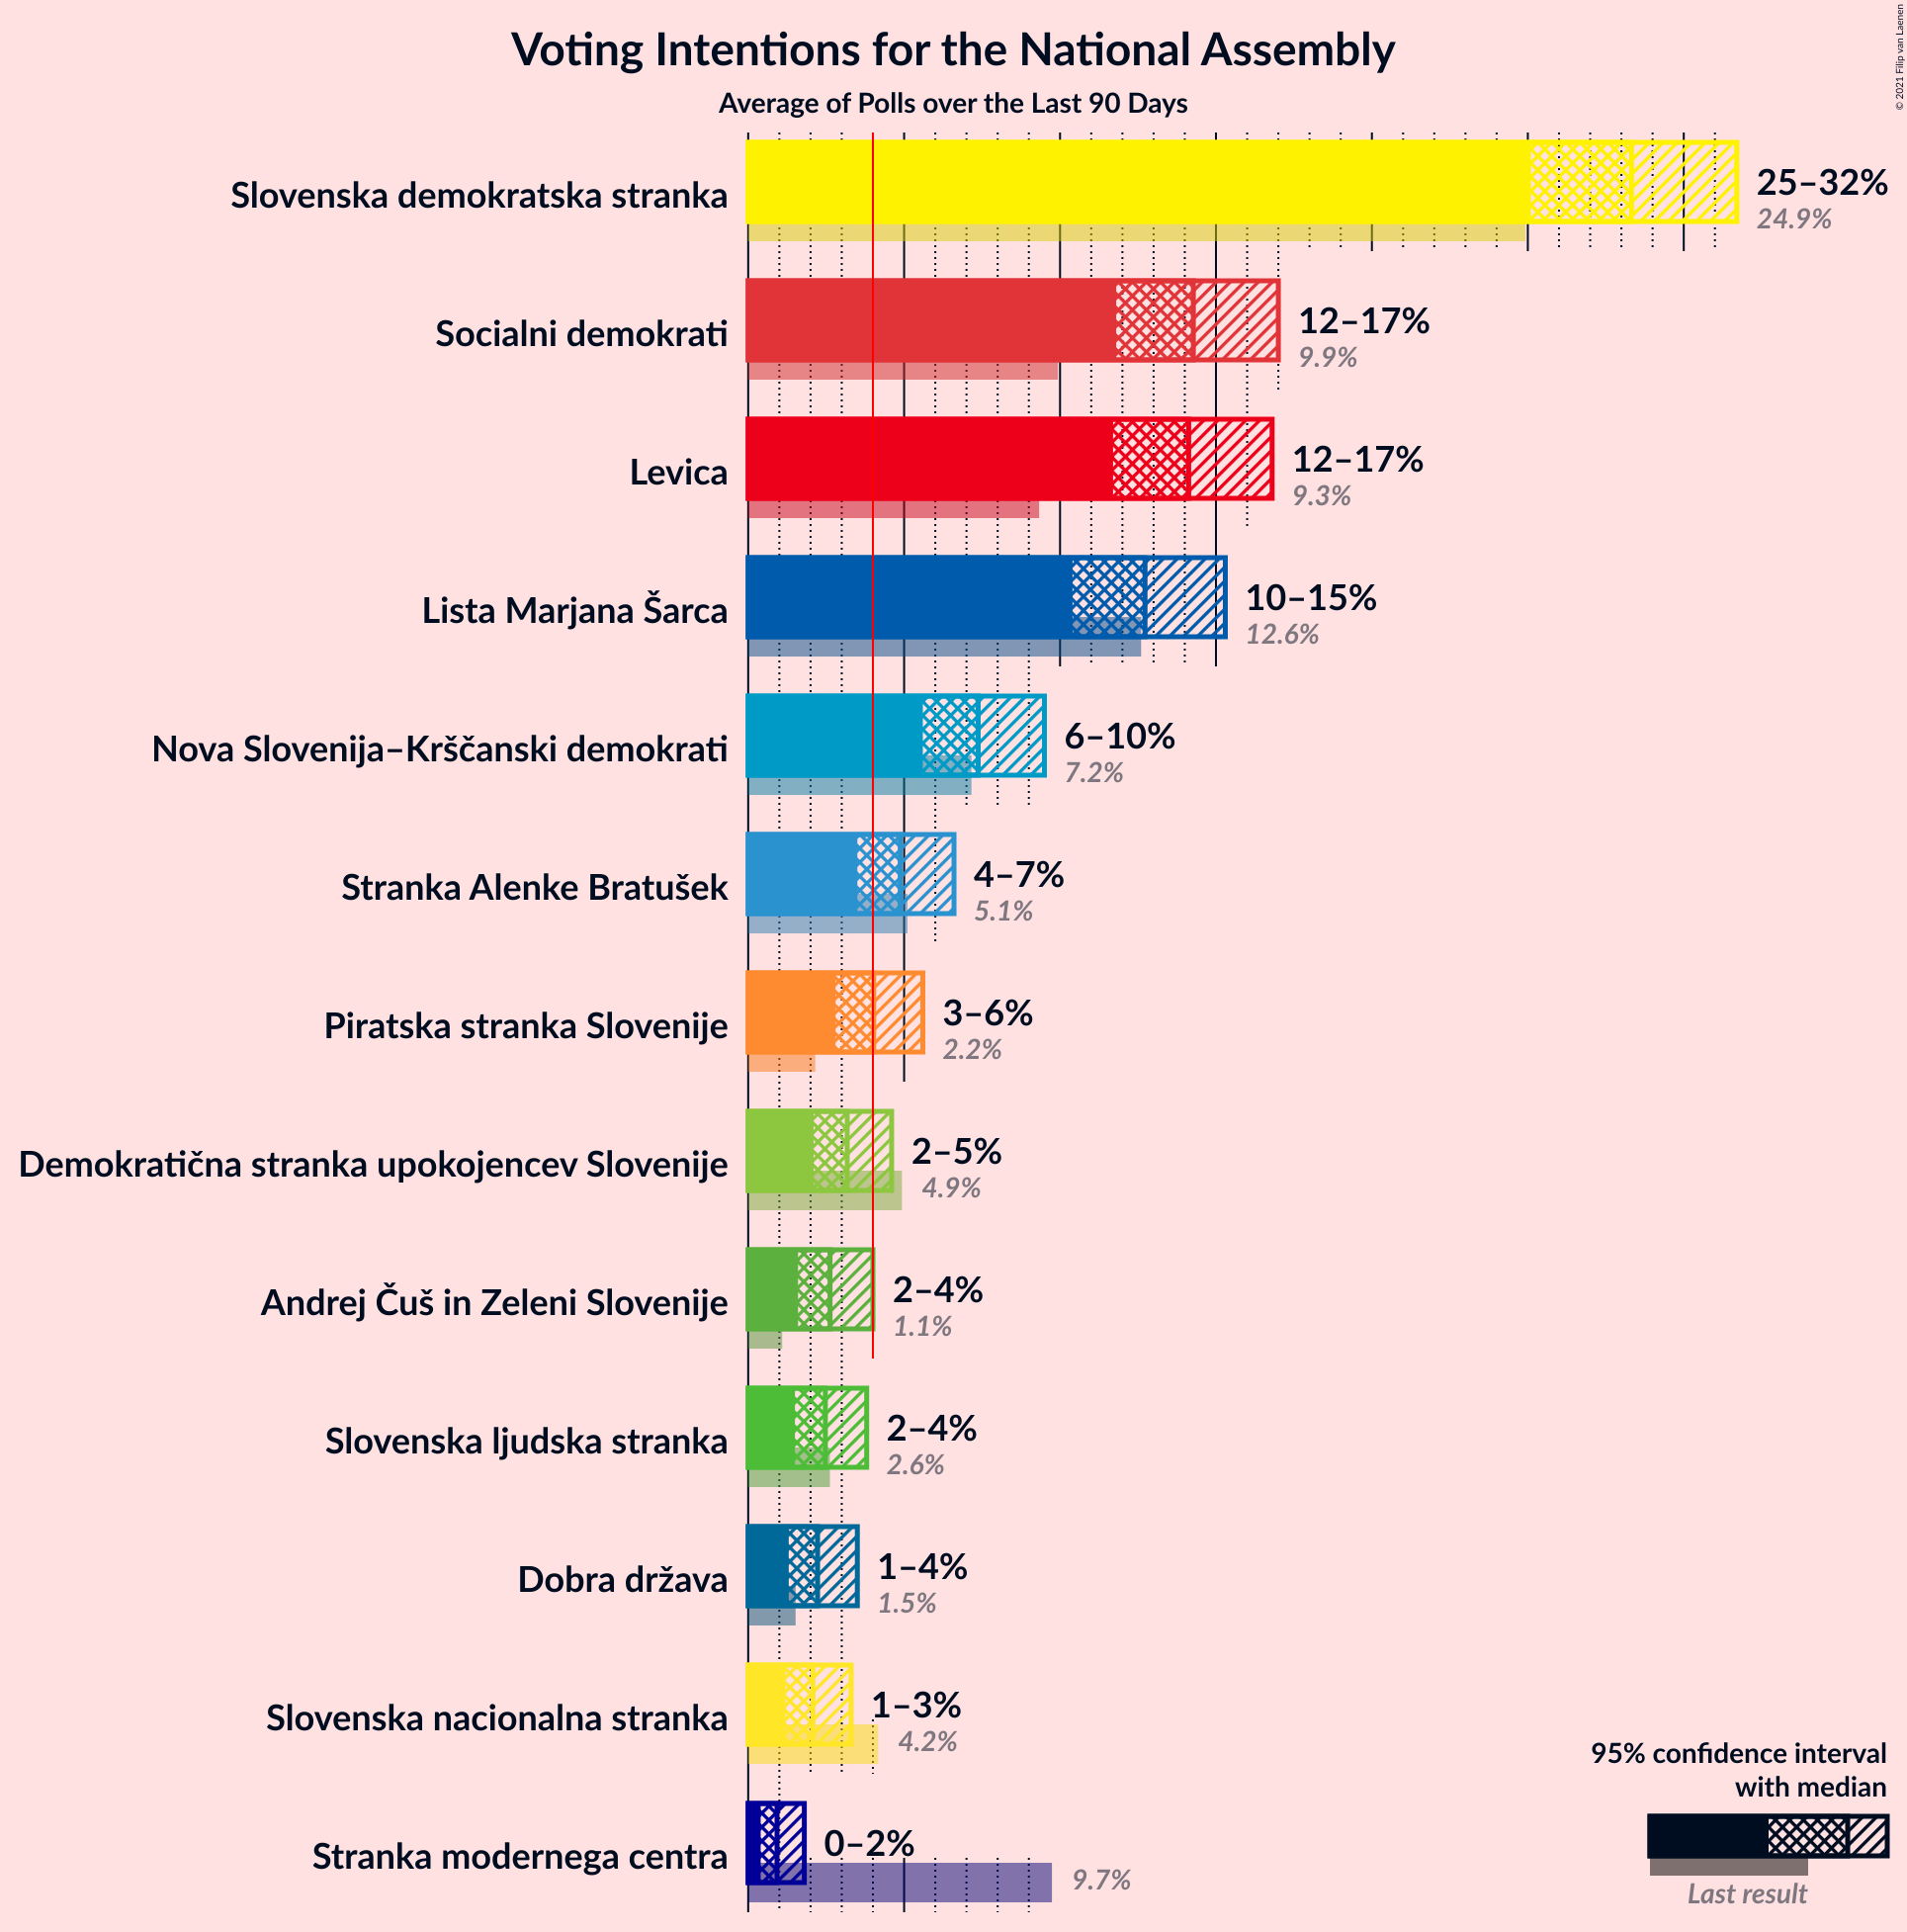 © 2021 Filip van Laenen
Voting Intentions for the National Assembly
Average of Polls over the Last 90 Days
Slovenska demokratska stranka
25–32%
24.9%
Socialni demokrati
12–17%
9.9%
Levica
12–17%
9.3%
Lista Marjana Šarca
10–15%
12.6%
Nova Slovenija–Krščanski demokrati
6–10%
7.2%
Stranka Alenke Bratušek
4–7%
5.1%
Piratska stranka Slovenije
3–6%
2.2%
Demokratična stranka upokojencev Slovenije
2–5%
4.9%
Andrej Čuš in Zeleni Slovenije
2–4%
1.1%
Slovenska ljudska stranka
2–4%
2.6%
Dobra država
1–4%
1.5%
Slovenska nacionalna stranka
1–3%
4.2%
Stranka modernega centra
0–2%
9.7%
95% confidence interval
with median
Last result